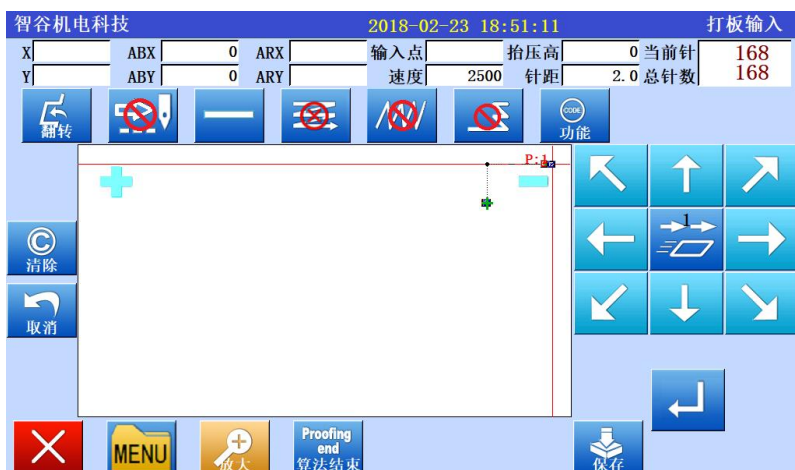 智谷机电科技 2018-02-23 18:51:11 打板输入
X ABX 0 ARX 输入点 抬压高 0 当前针 168
Y ABY 0 ARY 速度 2500 针距 2.0 总针数 168
翻转 CODE 功能
P:1
1
C
清除
取消
MENU 放大 Proofing end 算法结束 保存